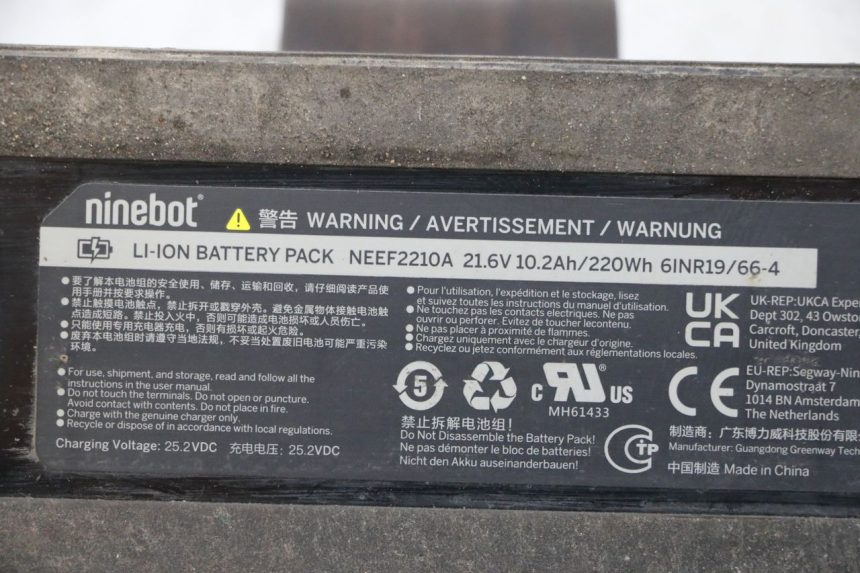 ninebot®
警告 WARNING / AVERTISSEMENT / WARNUNG
LI-ION BATTERY PACK NEEF2210A 21.6V 10.2Ah/220Wh 6INR19/66-4
●要了解本电池组的安全使用、储存、运输和回收，请仔细阅读产品使
用手册并按要求操作。
●禁止触摸电池触点，禁止拆开或戳穿外壳。避免金属物体接触电池触
点造成短路。禁止投入火中，否则可能造成电池损坏或人员伤亡。
●只能使用专用充电器充电，否则有损坏或起火危险。
●废弃本电池组时请遵守当地法规，不妥当处置废旧电池可能严重污染
环境。
● For use, shipment, and storage, read and follow all the
instructions in the user manual.
● Do not touch the terminals. Do not open or puncture.
Avoid contact with contents. Do not place in fire.
● Charge with the genuine charger only.
● Recycle or dispose of in accordance with local regulations.
Charging Voltage: 25.2VDC 充电电压: 25.2VDC
● Pour l'utilisation, l'expédition et le stockage, lisez
et suivez toutes les instructions du manuel d'utilisation.
● Ne touchez pas les contacts electriques. Ne pas
ouvrir ou perforer. Evitez de toucher lecontenu.
● Ne pas placer à proximité de flammes.
● Chargez uniquement avec le chargeur d'origine.
● Recyclez ou jetez conformément aux réglementations locales.
5
c RU® US
MH61433
禁止拆解电池组!
Do Not Disassemble the Battery Pack!
Ne pas démonter le bloc de batteries!
Nicht den Akku auseinanderbauen!
CTP
UK
CA
UK-REP:UKCA Expe
Dept 302, 43 Owsto
Carcroft, Doncaster,
United Kingdom
CE
EU-REP:Segway-Nin
Dynamostraat 7
1014 BN Amsterdam
The Netherlands
制造商: 广东博力威科技股份有限
Manufacturer: Guangdong Greenway Tech
中国制造 Made in China